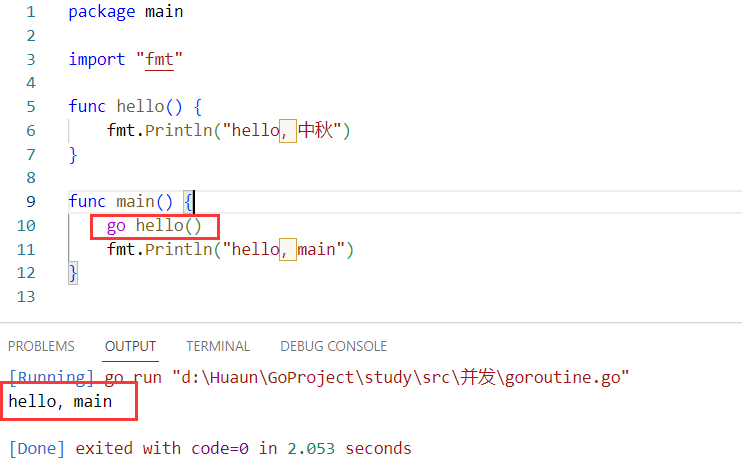 1 package main
2
3 import "fmt"
4
5 func hello() {
6 fmt.Println("hello，中秋")
7 }
8
9 func main() {
10 go hello()
11 fmt.Println("hello，main")
12 }
13
PROBLEMS OUTPUT TERMINAL DEBUG CONSOLE
[Running] go run "d:\Huaun\GoProject\study\src\并发\goroutine.go"
hello，main
[Done] exited with code=0 in 2.053 seconds